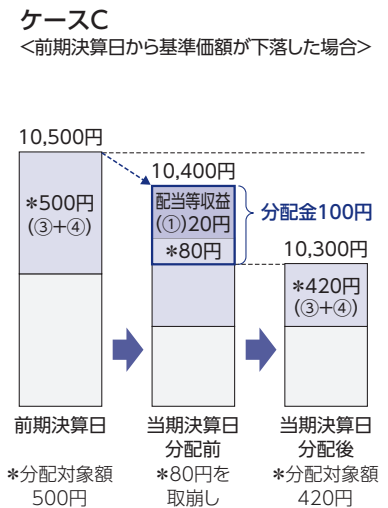 ケースC
<前期決算日から基準価額が下落した場合>
10,500円
10,400円
*500円
(③+④)
配当等収益
(①)20円
*80円
分配金100円
10,300円
*420円
(③+④)
前期決算日
当期決算日
分配前
当期決算日
分配後
*分配対象額
500円
*80円を
取崩し
*分配対象額
420円